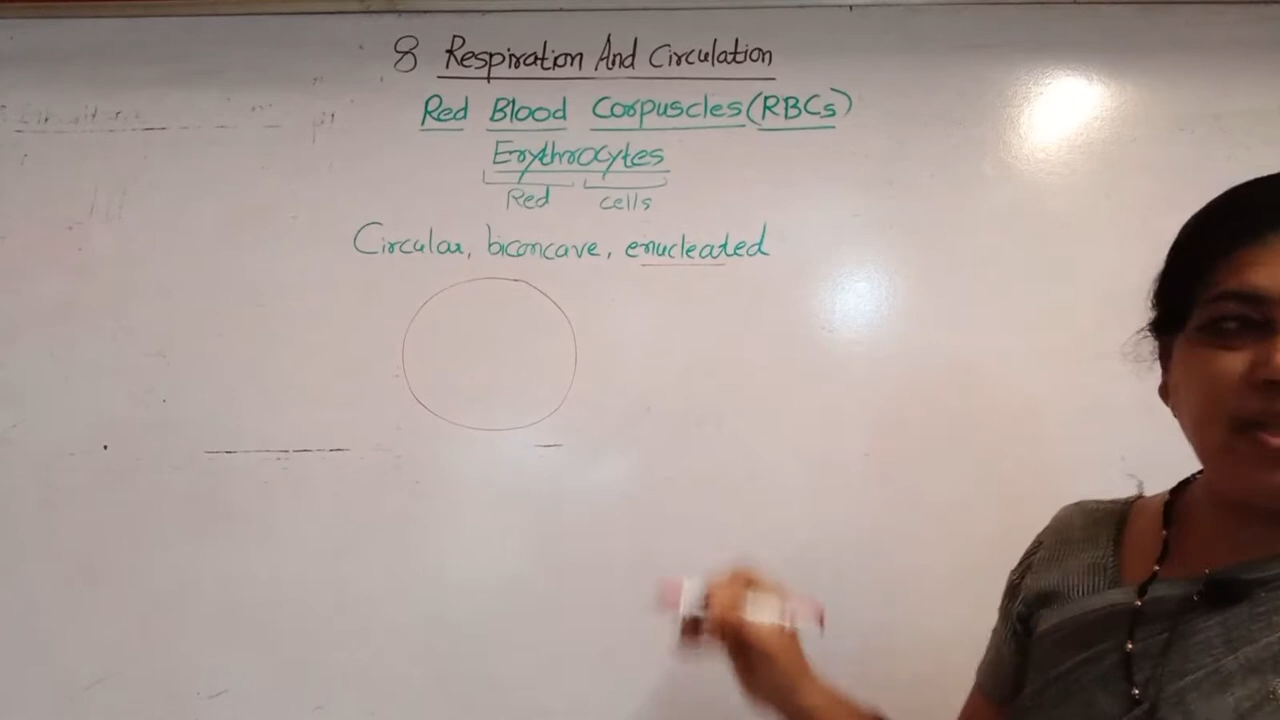 8 Respiration And Circulation
Red Blood Corpuscles (RBCs)
Erythrocytes
Red cells
Circular, biconcave, enucleated